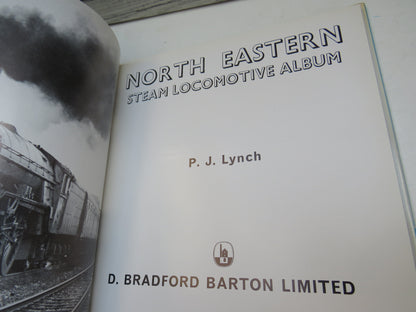 NORTH EASTERN
STEAM LOCOMOTIVE ALBUM
P. J. Lynch
D. BRADFORD BARTON LIMITED